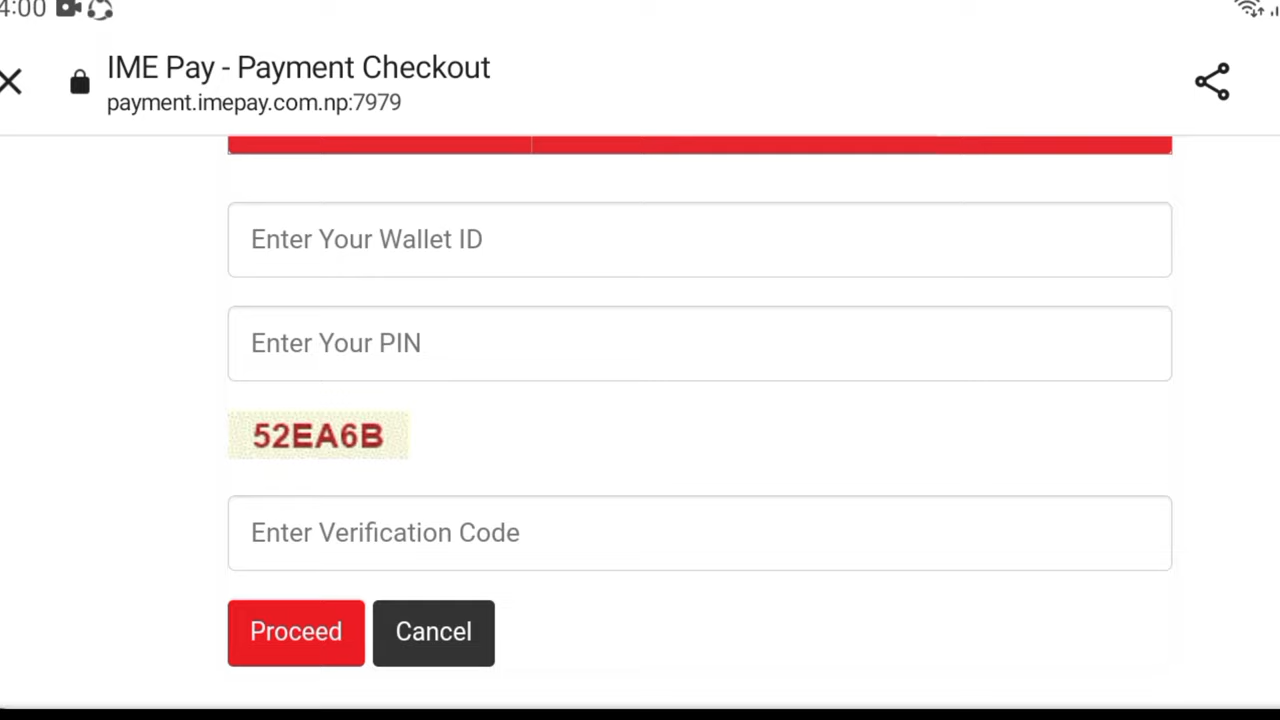 4:00
IME Pay - Payment Checkout
payment.imepay.com.np:7979
Enter Your Wallet ID
Enter Your PIN
52EA6B
Enter Verification Code
Proceed Cancel